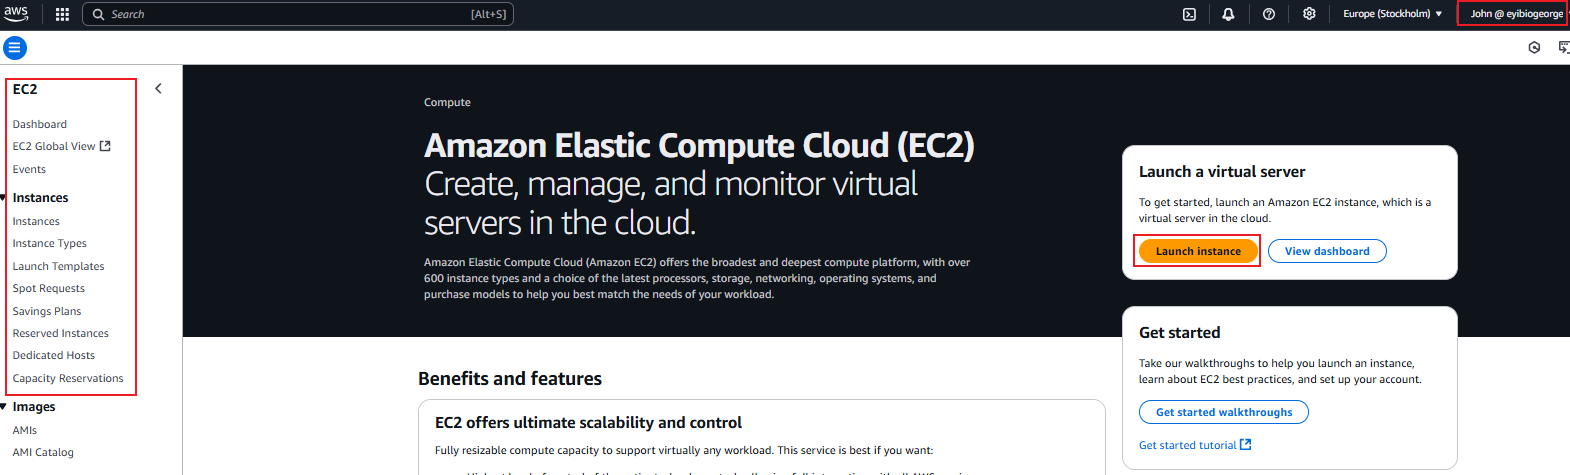 aws
Search
[Alt+S]
Europe (Stockholm)
John @ eyibiogeorge
EC2
Dashboard
EC2 Global View
Events
Instances
Instances
Instance Types
Launch Templates
Spot Requests
Savings Plans
Reserved Instances
Dedicated Hosts
Capacity Reservations
Images
AMIs
AMI Catalog
Compute
Amazon Elastic Compute Cloud (EC2)
Create, manage, and monitor virtual
servers in the cloud.
Amazon Elastic Compute Cloud (Amazon EC2) offers the broadest and deepest compute platform, with over
600 instance types and a choice of the latest processors, storage, networking, operating systems, and
purchase models to help you best match the needs of your workload.
Launch a virtual server
To get started, launch an Amazon EC2 instance, which is a
virtual server in the cloud.
Launch instance
View dashboard
Get started
Take our walkthroughs to help you launch an instance,
learn about EC2 best practices, and set up your account.
Get started walkthroughs
Get started tutorial
Benefits and features
EC2 offers ultimate scalability and control
Fully resizable compute capacity to support virtually any workload. This service is best if you want: